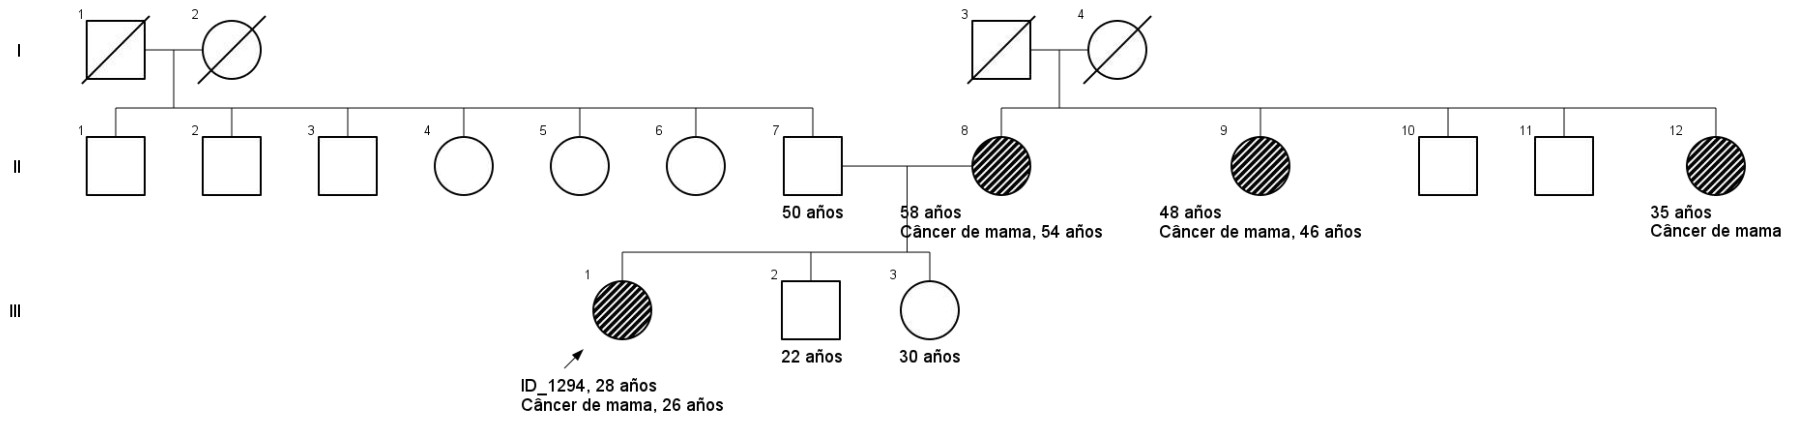 1
2
3
4
I
1
2
3
4
5
6
7
8
9
10
11
12
II
50 años
58 años
Câncer de mama, 54 años
48 años
Câncer de mama, 46 años
35 años
Câncer de mama
1
2
3
III
22 años
30 años
ID_1294, 28 años
Câncer de mama, 26 años